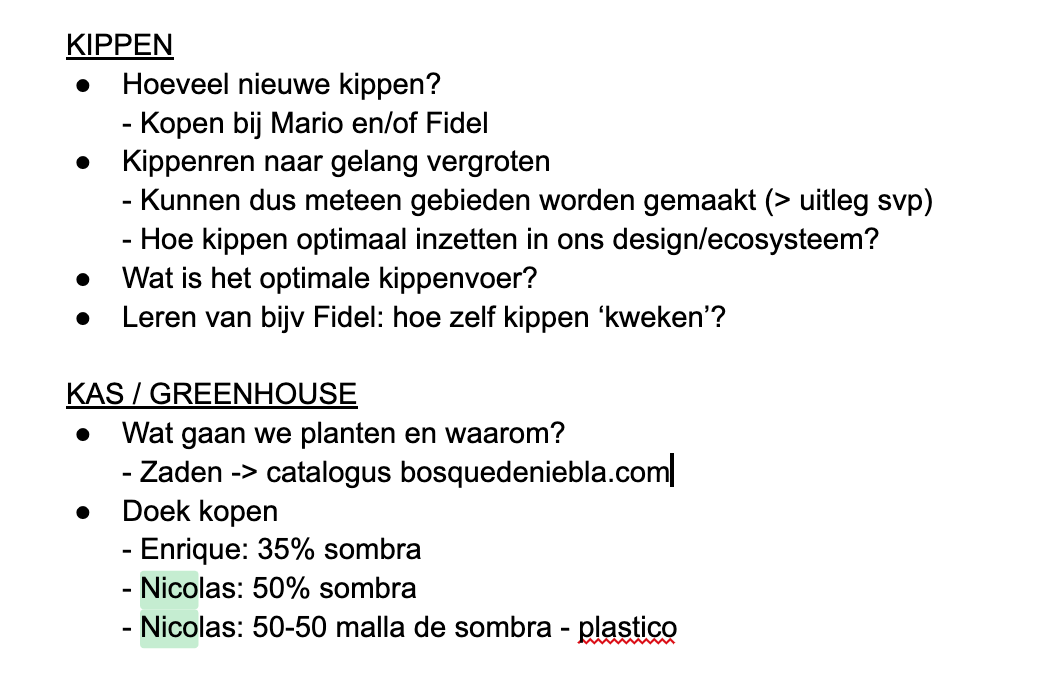 KIPPEN
● Hoeveel nieuwe kippen?
- Kopen bij Mario en/of Fidel
● Kippenren naar gelang vergroten
- Kunnen dus meteen gebieden worden gemaakt (> uitleg svp)
- Hoe kippen optimaal inzetten in ons design/ecosysteem?
● Wat is het optimale kippenvoer?
● Leren van bijv Fidel: hoe zelf kippen ‘kweken’?
KAS / GREENHOUSE
● Wat gaan we planten en waarom?
- Zaden -> catalogus bosquedeniebla.com
● Doek kopen
- Enrique: 35% sombra
- Nicolas: 50% sombra
- Nicolas: 50-50 malla de sombra - plastico